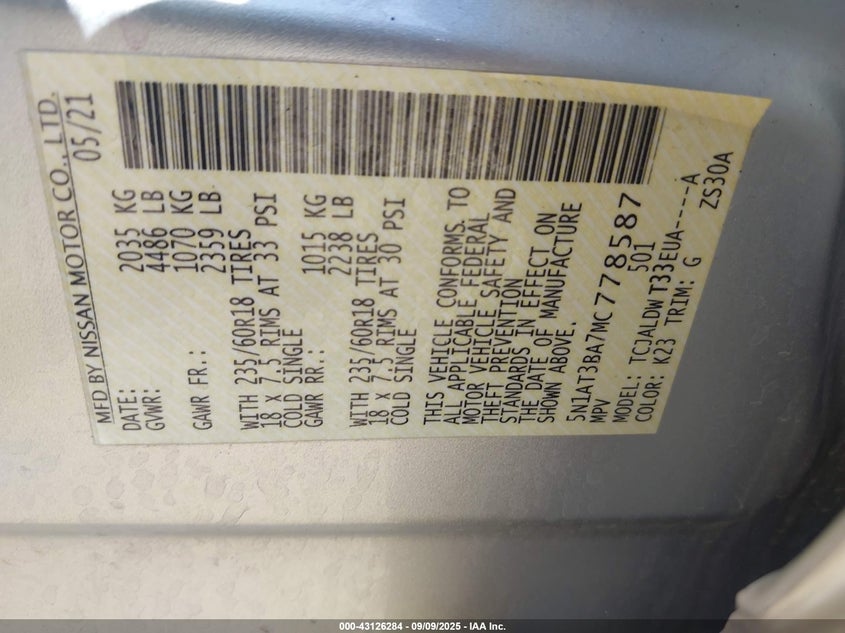 MFD BY NISSAN MOTOR CO., LTD.
DATE: 05/21
GVWR: 2035 KG
4486 LB
GAWR FR.: 1070 KG
2359 LB
WITH 235/60R18 TIRES
18 X 7.5 RIMS AT 33 PSI
COLD SINGLE
GAWR RR.: 1015 KG
2238 LB
WITH 235/60R18 TIRES
18 X 7.5 RIMS AT 30 PSI
COLD SINGLE
THIS VEHICLE CONFORMS. TO
ALL APPLICABLE FEDERAL
MOTOR VEHICLE SAFETY AND
THEFT PREVENTION
STANDARDS IN EFFECT ON
THE DATE OF MANUFACTURE
SHOWN ABOVE.
5N1AT3BA7MC778587
MPV
MODEL: TCJALDW T33EUA----A
501
COLOR: K23 TRIM: G ZS30A
000-43126284 - 09/09/2025 - IAA Inc.